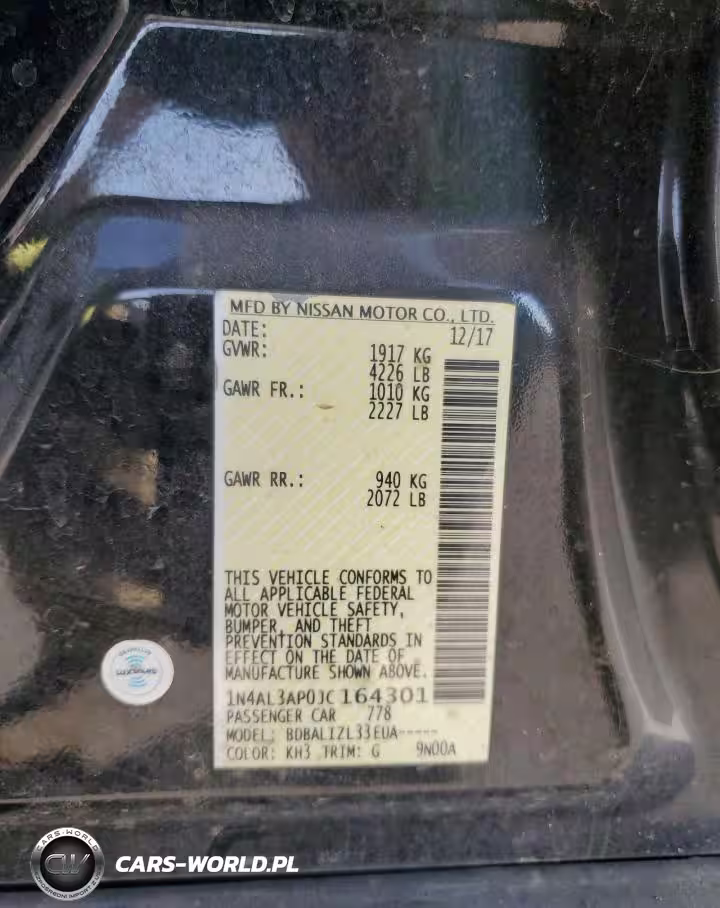 MFD BY NISSAN MOTOR CO., LTD.
DATE: 12/17
GVWR: 1917 KG
4226 LB
GAWR FR.: 1010 KG
2227 LB
GAWR RR.: 940 KG
2072 LB
THIS VEHICLE CONFORMS TO
ALL APPLICABLE FEDERAL
MOTOR VEHICLE SAFETY,
BUMPER, AND THEFT
PREVENTION STANDARDS IN
EFFECT ON THE DATE OF
MANUFACTURE SHOWN ABOVE.
1N4AL3AP0JC164301
PASSENGER CAR 778
MODEL: BDBALIZL33EUA-----
COLOR: KH3 TRIM: G 9N00A
CARS-WORLD
CW
CARS-WORLD.PL